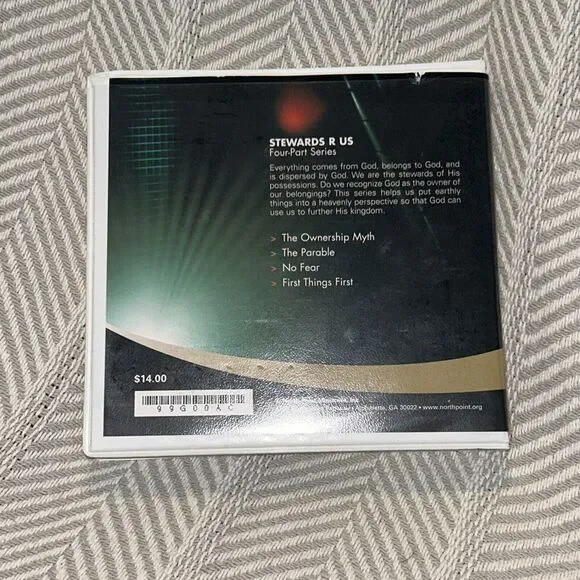 STEWARDS R US
Four-Part Series
Everything comes from God, belongs to God, and
is dispersed by God. We are the stewards of His
possessions. Do we recognize God as the owner of
our belongings? This series helps us put earthly
things into a heavenly perspective so that God can
use us to further His kingdom.
> The Ownership Myth
> The Parable
> No Fear
> First Things First
$14.00
99G00AC
GA 30022 • www.northpoint.org